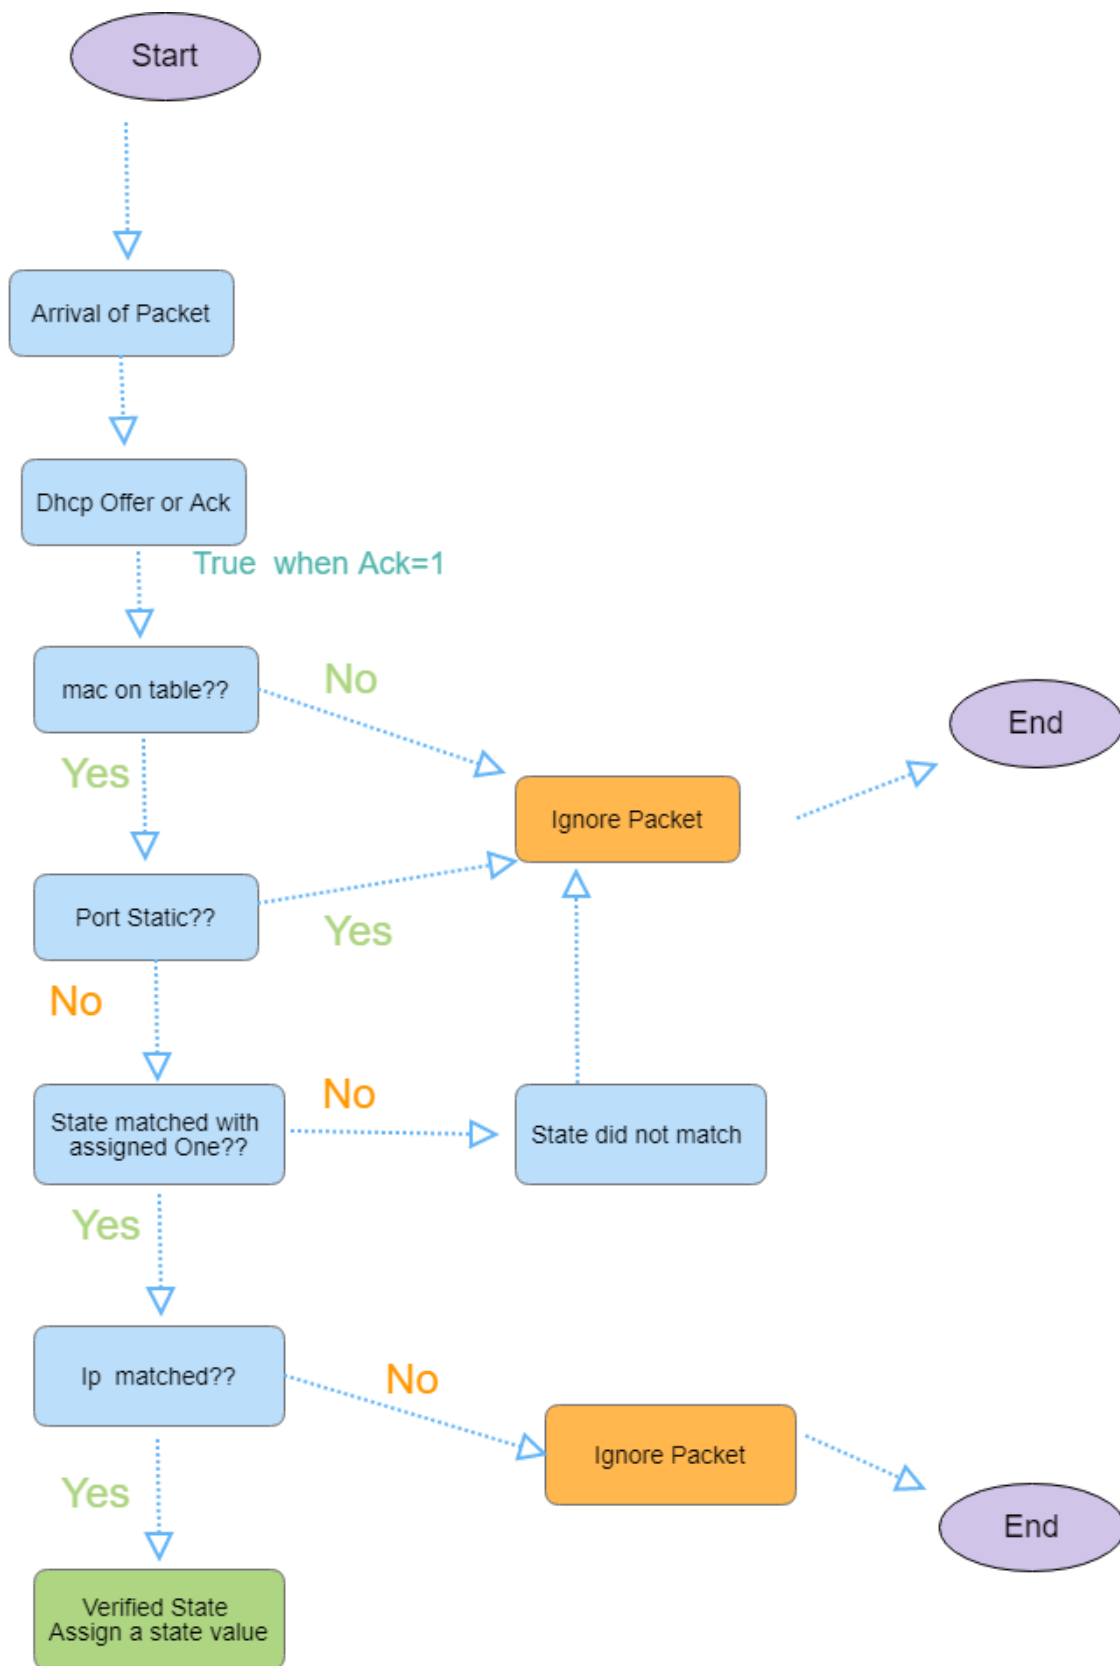 Start
Arrival of Packet
Dhcp Offer or Ack
True when Ack=1
mac on table??
No
End
Yes
Ignore Packet
Port Static??
Yes
No
State matched with
assigned One??
No
State did not match
Yes
Ip matched??
No
Ignore Packet
Yes
End
Verified State
Assign a state value